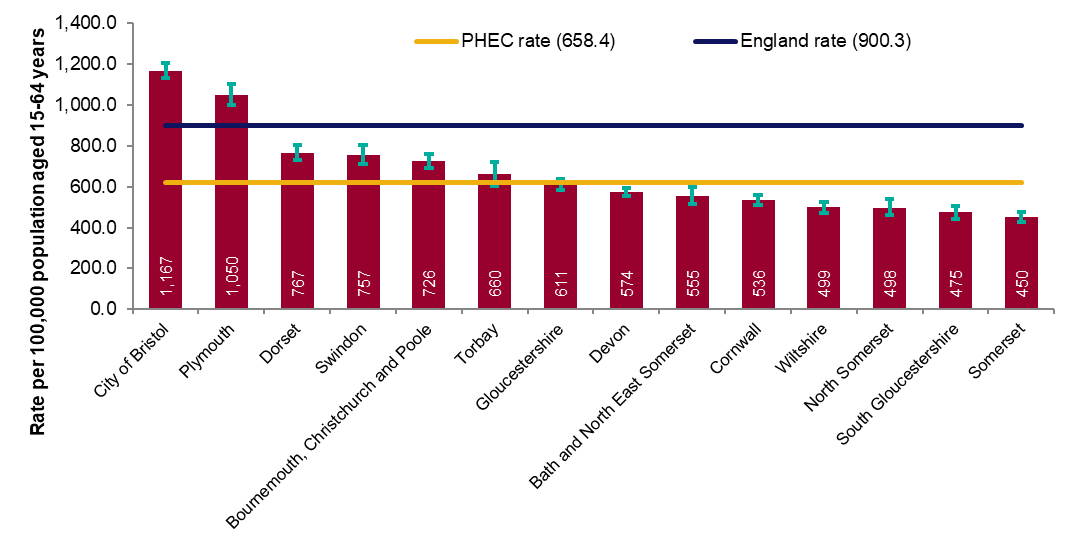 Rate per 100,000 population aged 15-64 years
1,400.0
1,200.0
1,000.0
800.0
600.0
400.0
200.0
0.0
PHEC rate (658.4)
England rate (900.3)
1,167
1,050
767
757
726
660
611
574
555
536
499
498
475
450
City of Bristol
Plymouth
Dorset
Swindon
Bournemouth, Christchurch and Poole
Torbay
Gloucestershire
Devon
Bath and North East Somerset
Cornwall
Wiltshire
North Somerset
South Gloucestershire
Somerset